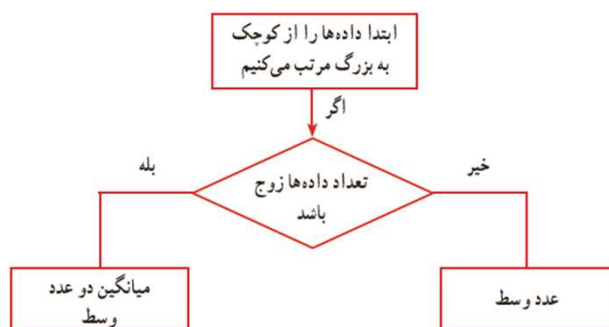 ابتدا داده‌ها را از کوچک
به بزرگ مرتب می‌کنیم
اگر
خیر
بله
تعداد داده‌ها زوج
باشد
عدد وسط
میانگین دو عدد
وسط